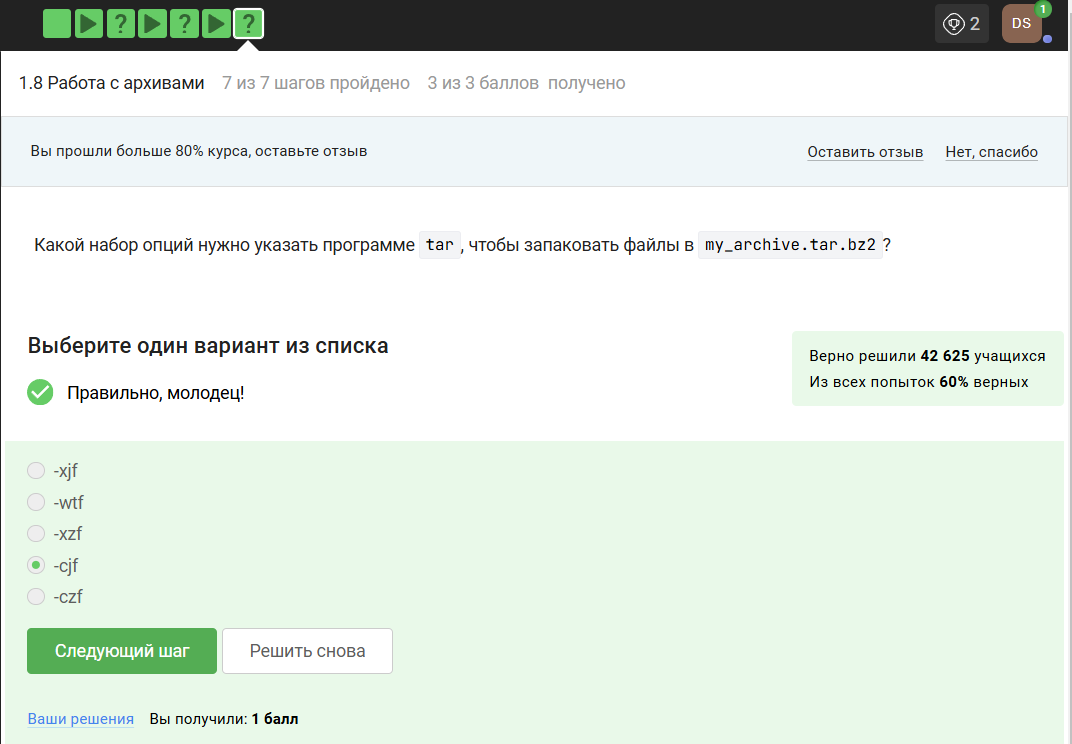 ? ? ? 2 DS 1
1.8 Работа с архивами 7 из 7 шагов пройдено 3 из 3 баллов получено
Вы прошли больше 80% курса, оставьте отзыв Оставить отзыв Нет, спасибо
Какой набор опций нужно указать программе tar, чтобы запаковать файлы в my_archive.tar.bz2?
Выберите один вариант из списка
Правильно, молодец!
Верно решили 42 625 учащихся
Из всех попыток 60% верных
-xjf
-wtf
-xzf
-cjf
-czf
Следующий шаг Решить снова
Ваши решения Вы получили: 1 балл